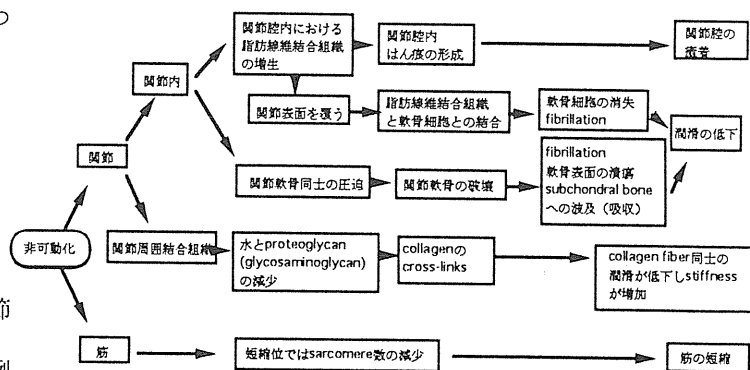 つ
関節腔内における
脂肪線維結合組織
の増生
関節腔内
はん痕の形成
関節腔の
密着
関節内
関節表面を覆う
脂肪線維結合組織
と軟骨細胞との結合
軟骨細胞の消失
fibrillation
潤滑の低下
関節
関節軟骨同士の圧迫
関節軟骨の破壊
fibrillation
軟骨表面の潰瘍
subchondral bone
への波及(吸収)
非可動化
関節周囲結合組織
水とproteoglycan
(glycosaminoglycan)
の減少
collagenの
cross-links
collagen fiber同士の
潤滑が低下しstiffness
が増加
節
筋
短縮位ではsarcomere数の減少
筋の短縮